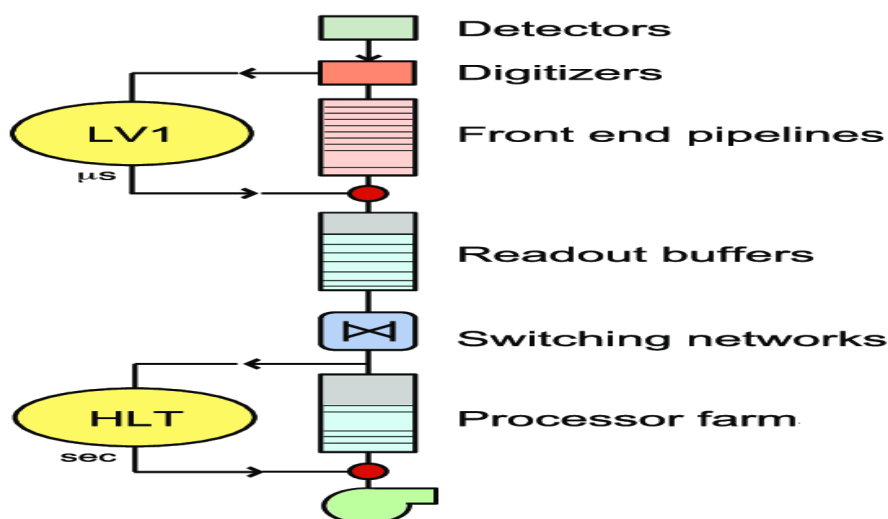 Detectors
Digitizers
LV1
Front end pipelines
μs
Readout buffers
Switching networks
HLT
Processor farm
sec